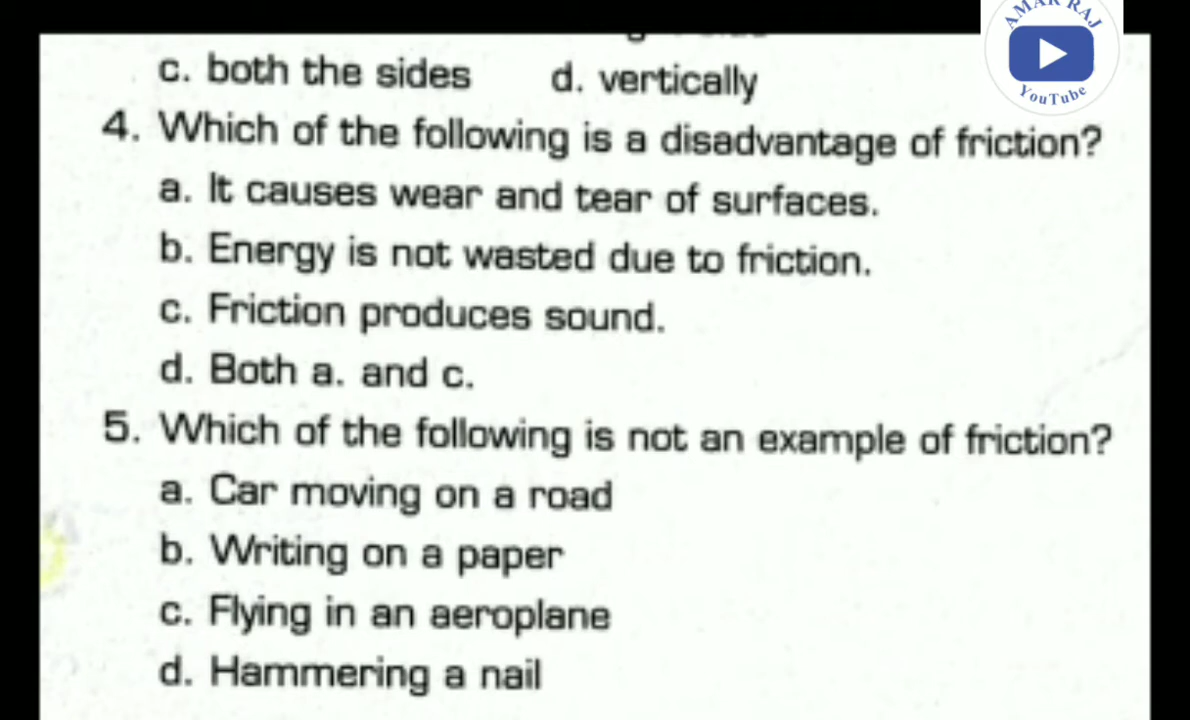 AMAR RAJ
YouTube
c. both the sides d. vertically
4. Which of the following is a disadvantage of friction?
a. It causes wear and tear of surfaces.
b. Energy is not wasted due to friction.
c. Friction produces sound.
d. Both a. and c.
5. Which of the following is not an example of friction?
a. Car moving on a road
b. Writing on a paper
c. Flying in an aeroplane
d. Hammering a nail